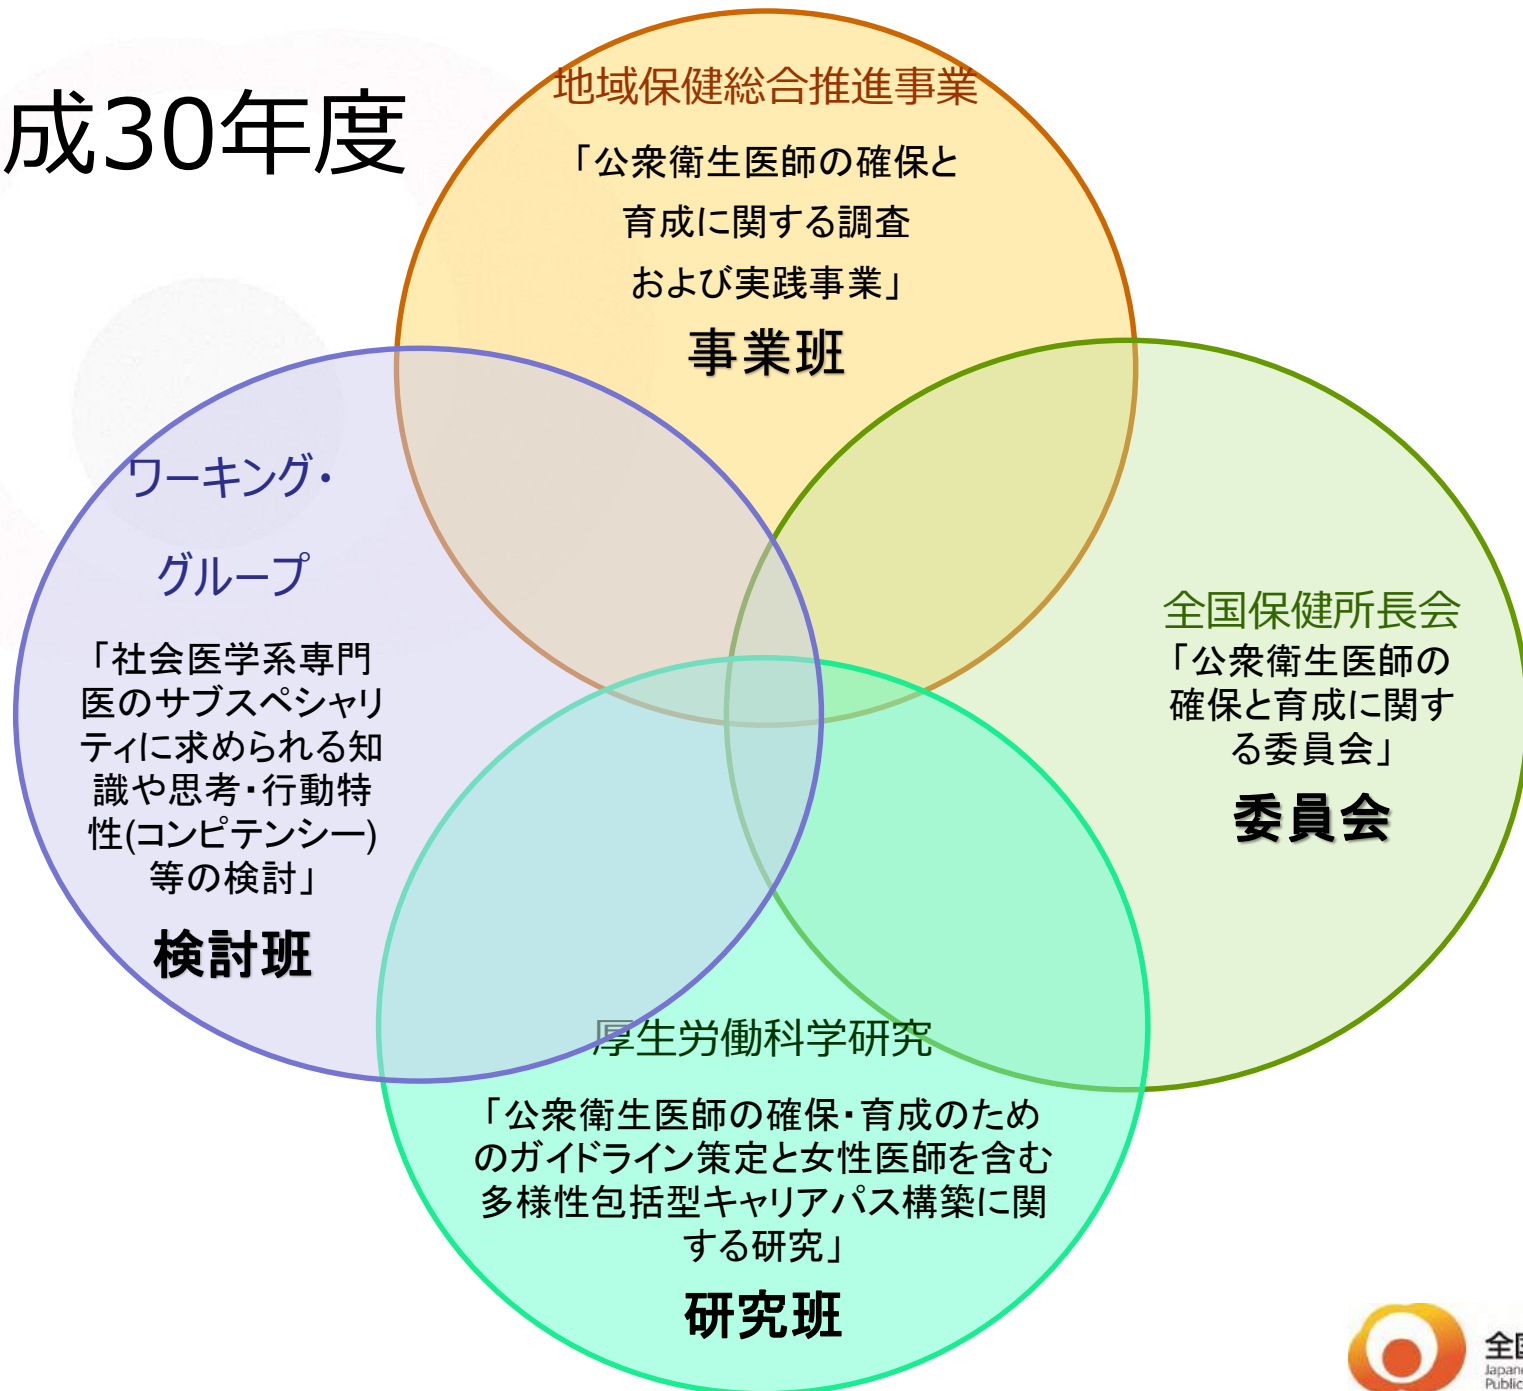 成30年度
地域保健総合推進事業
「公衆衛生医師の確保と
育成に関する調査
および実践事業」
事業班
ワーキング・
グループ
「社会医学系専門
医のサブスペシャリ
ティに求められる知
識や思考・行動特
性(コンピテンシー)
等の検討」
検討班
全国保健所長会
「公衆衛生医師の
確保と育成に関す
る委員会」
委員会
厚生労働科学研究
「公衆衛生医師の確保・育成のため
のガイドライン策定と女性医師を含む
多様性包括型キャリアパス構築に関
する研究」
研究班
全国
Japan
Public